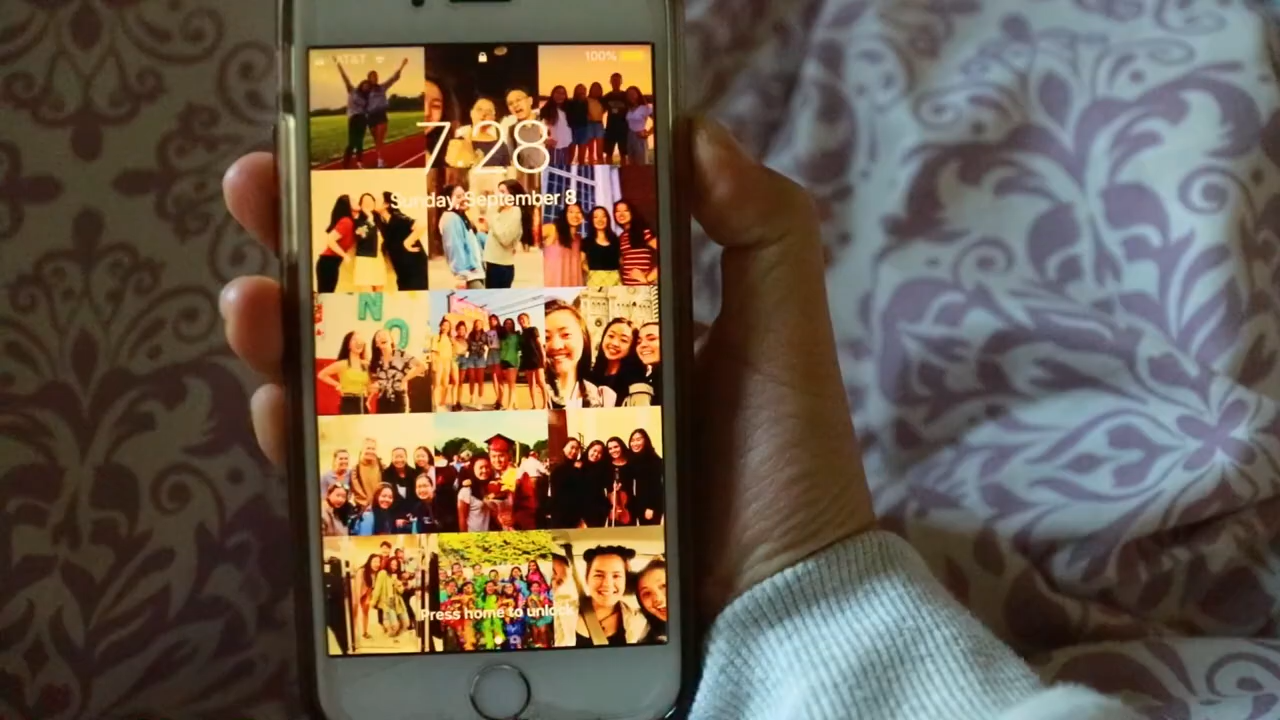 AT&T 100%
7:28
Sunday, September 8
N
O
Press home to unlock